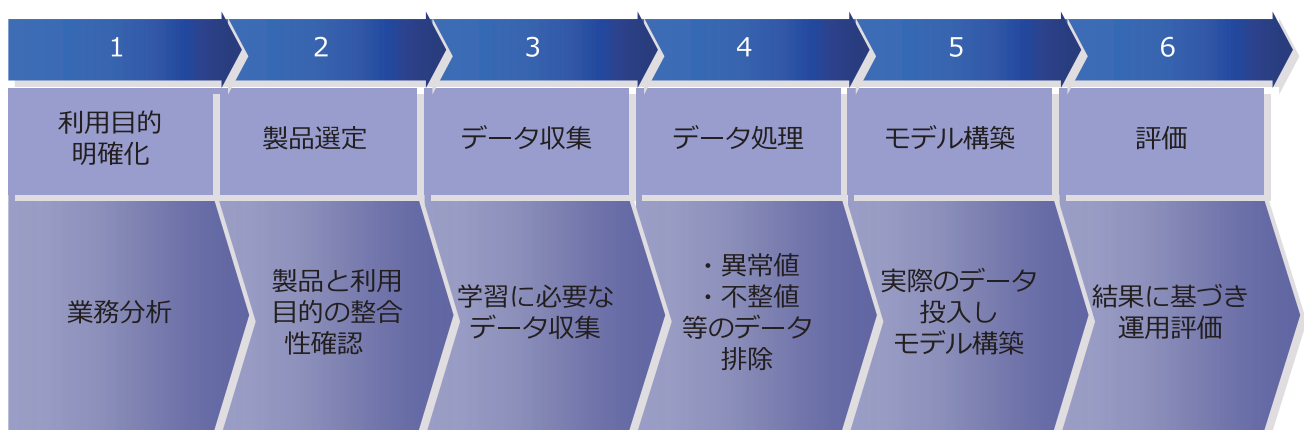 1
2
3
4
5
6
利用目的
明確化
製品選定
データ収集
データ処理
モデル構築
評価
業務分析
製品と利用
目的の整合
性確認
学習に必要な
データ収集
・異常値
・不整値
等のデータ
排除
実際のデータ
投入し
モデル構築
結果に基づき
運用評価